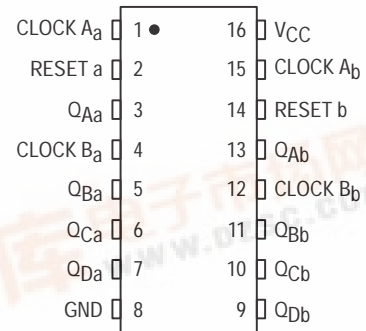 CLOCK Aa 1 16 VCC
RESET a 2 15 CLOCK Ab
QAa 3 14 RESET b
CLOCK Ba 4 13 QAb
QBa 5 12 CLOCK Bb
QCa 6 11 QBb
QDa 7 10 QCb
GND 8 9 QDb